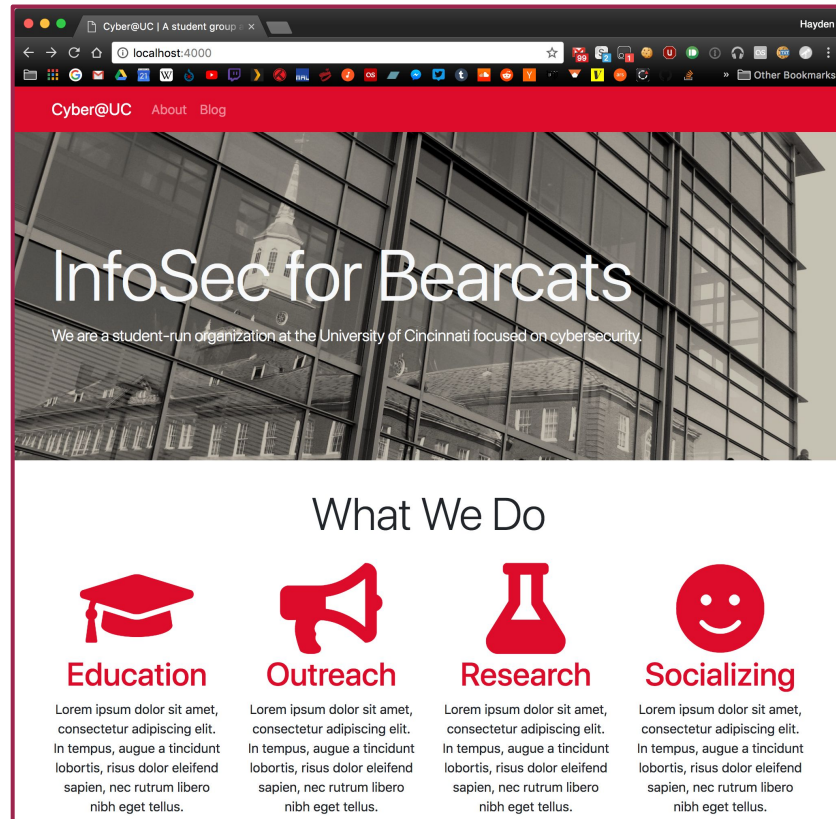 Cyber@UC | A student group a
Hayden
localhost:4000
Other Bookmarks
Cyber@UC About Blog
InfoSec for Bearcats
We are a student-run organization at the University of Cincinnati focused on cybersecurity.
What We Do
Education
Lorem ipsum dolor sit amet,
consectetur adipiscing elit.
In tempus, augue a tincidunt
lobortis, risus dolor eleifend
sapien, nec rutrum libero
nibh eget tellus.
Outreach
Lorem ipsum dolor sit amet,
consectetur adipiscing elit.
In tempus, augue a tincidunt
lobortis, risus dolor eleifend
sapien, nec rutrum libero
nibh eget tellus.
Research
Lorem ipsum dolor sit amet,
consectetur adipiscing elit.
In tempus, augue a tincidunt
lobortis, risus dolor eleifend
sapien, nec rutrum libero
nibh eget tellus.
Socializing
Lorem ipsum dolor sit amet,
consectetur adipiscing elit.
In tempus, augue a tincidunt
lobortis, risus dolor eleifend
sapien, nec rutrum libero
nibh eget tellus.